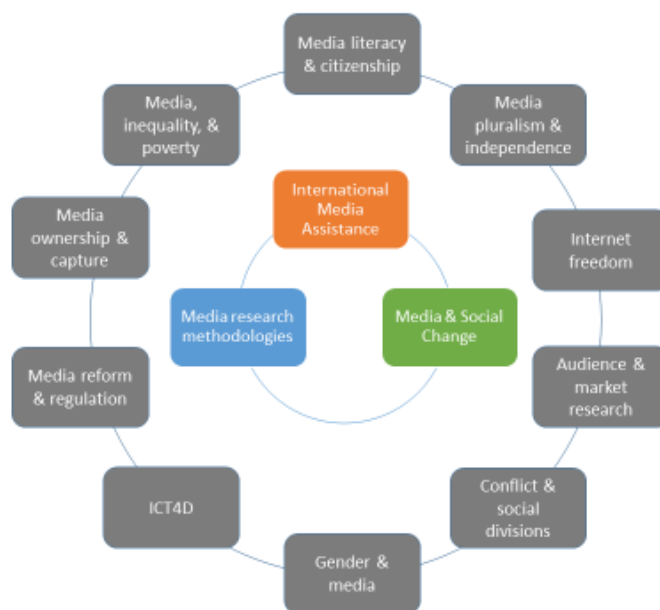 Media literacy
& citizenship
Media
pluralism &
independence
Internet
freedom
Audience &
market
research
Conflict &
social
divisions
Gender &
media
ICT4D
Media reform
& regulation
Media
ownership &
capture
Media,
inequality, &
poverty
International
Media
Assistance
Media & Social
Change
Media research
methodologies